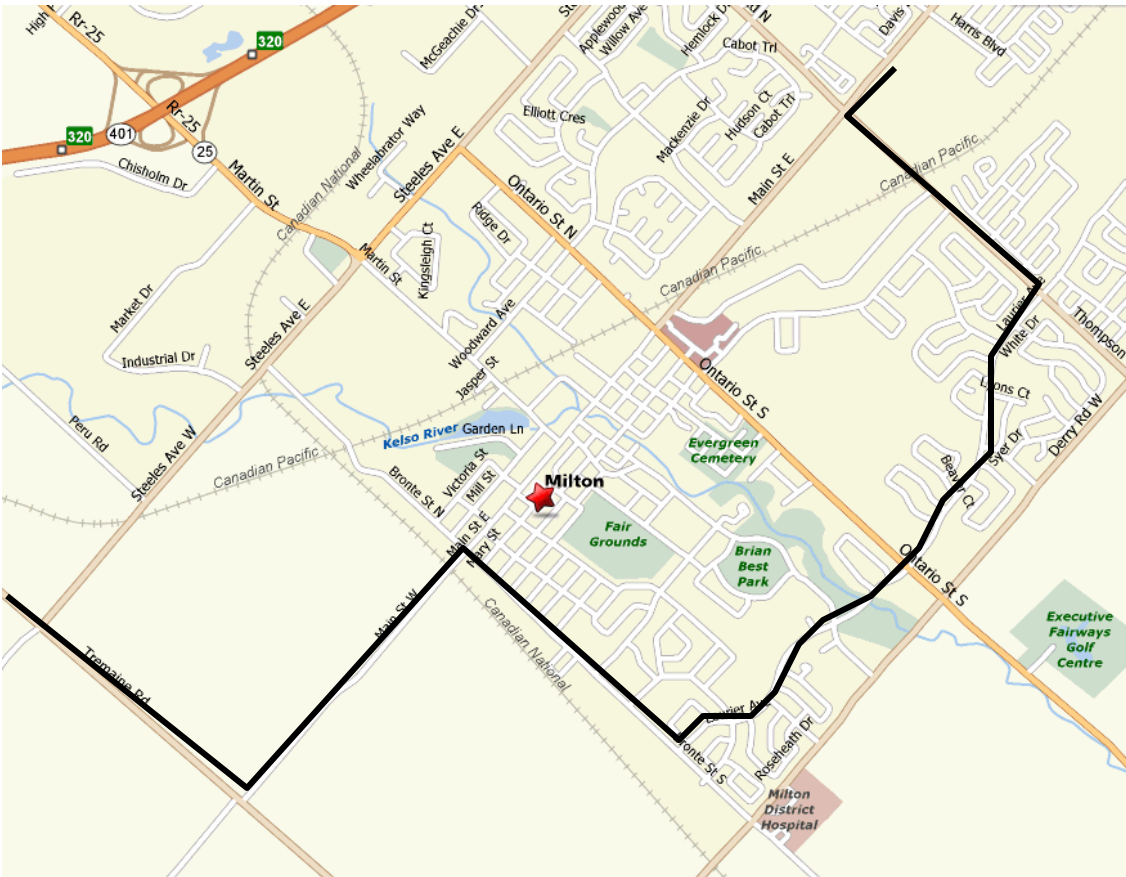 High
Rr-25
320
McGeachie Dr
Applewood
Willow Ave
Hemlock Dr
Cabot Trl
Davis
Harris Blvd
Rr-25
320
401
25
Elliott Cres
Mackenzie Dr
Hudson Ct
Cabot Trl
Chisholm Dr
Martin St
Canadian National
Wheelabrator Way
Steeles Ave E
Ontario St N
Main St E
Canadian Pacific
Ridge Dr
Kingsleigh Ct
Martin St
Canadian Pacific
Market Dr
Steeles Ave E
Woodward Ave
Laurier Ave
White Dr
Thompson
Industrial Dr
Jasper St
Ontario St S
Lyons Ct
Peru Rd
Kelso River
Garden Ln
Evergreen
Cemetery
Syer Dr
Derry Rd W
Steeles Ave W
Canadian Pacific
Bronte St N
Victoria St
Mill St
Milton
Beaver Ct
Main St E
Mary St
Fair
Grounds
Brian
Best
Park
Ontario St S
Main St W
Canadian National
Executive
Fairways
Golf
Centre
Tremaine Rd
Laurier Ave
Bronte St S
Roseheath Dr
Milton
District
Hospital